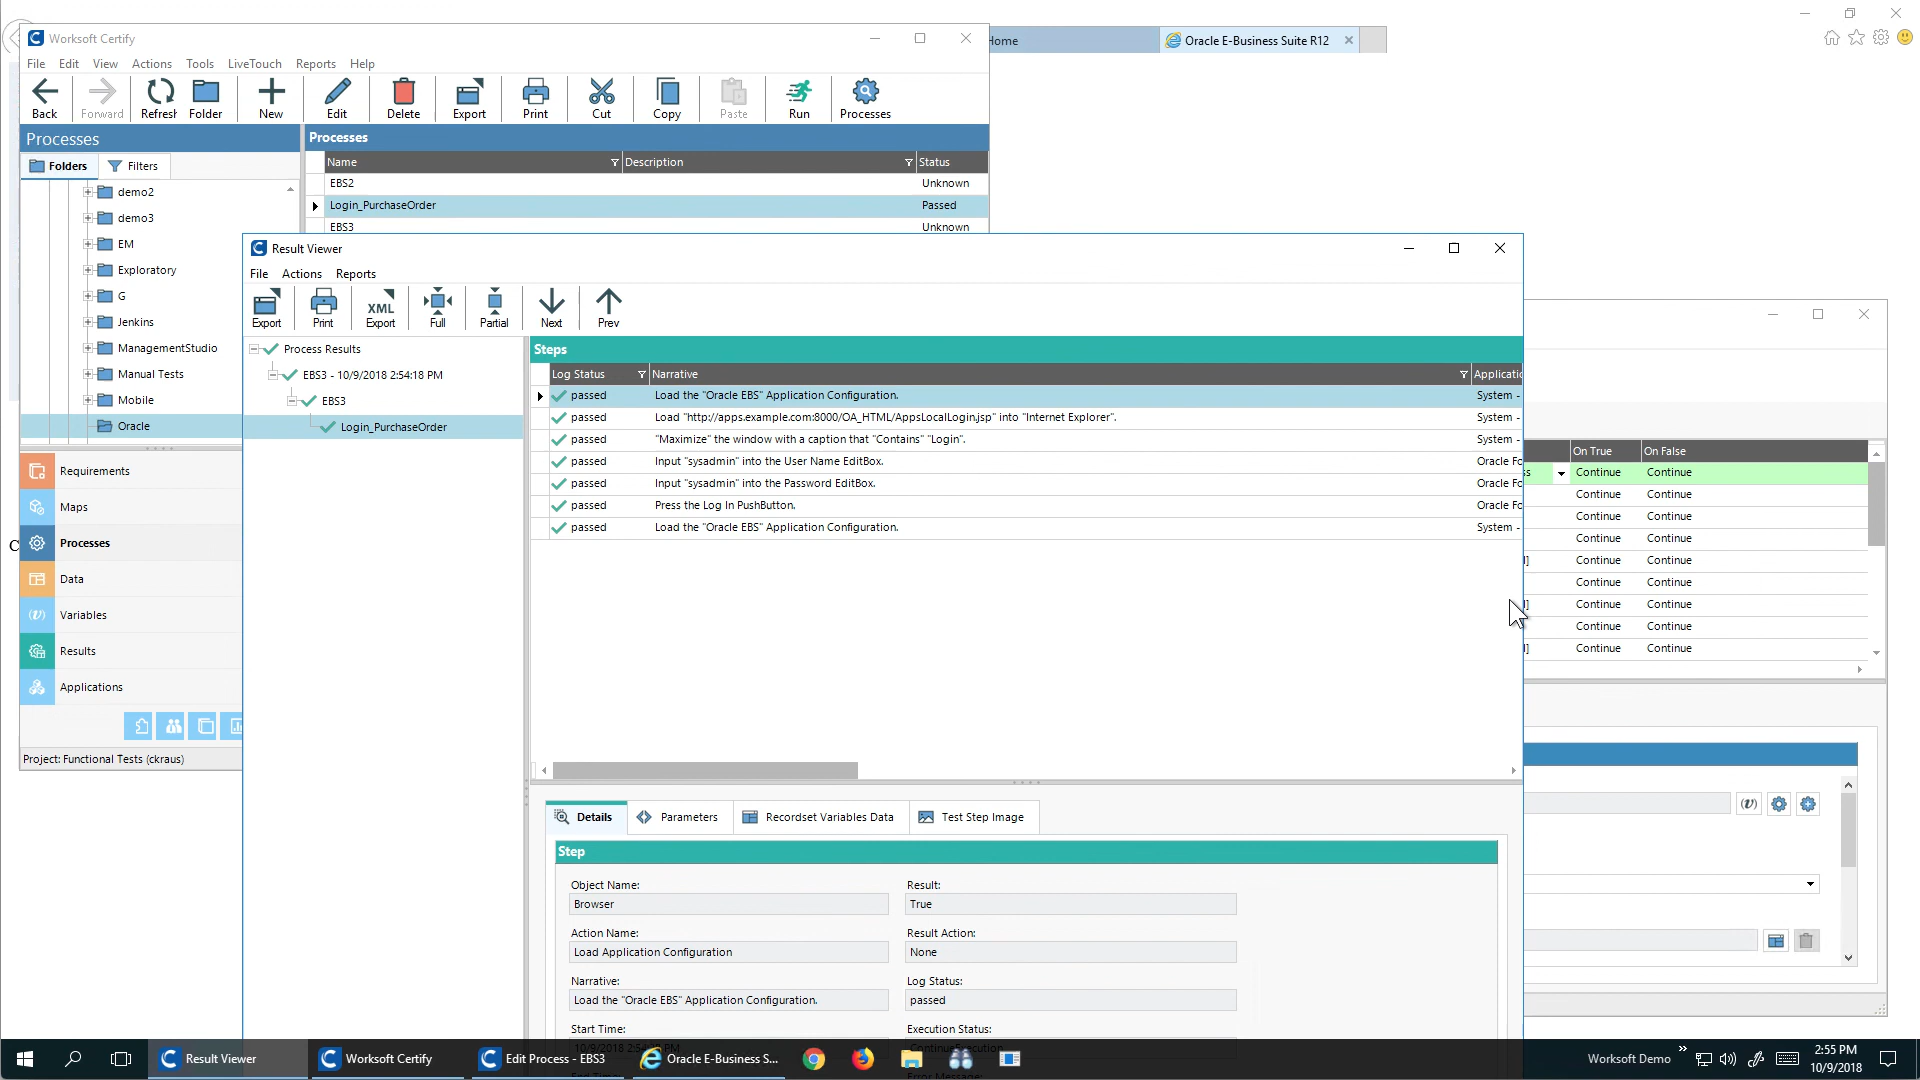 Worksoft Certify
File Edit View Actions Tools LiveTouch Reports Help
Back Forward Refresh Folder New Edit Delete Export Print Cut Copy Paste Run Processes
Home
Oracle E-Business Suite R12
Processes
Folders Filters
demo2
demo3
EM
Exploratory
G
Jenkins
ManagementStudio
Manual Tests
Mobile
Oracle
Processes
Name Description Status
EBS2 Unknown
Login_PurchaseOrder Passed
EBS3 Unknown
Requirements
Maps
Processes
Data
Variables
Results
Applications
Project: Functional Tests (ckraus)
Result Viewer
File Actions Reports
Export Print XML Export Full Partial Next Prev
Process Results
EBS3 - 10/9/2018 2:54:18 PM
EBS3
Login_PurchaseOrder
Steps
Log Status Narrative Applicatio
passed Load the "Oracle EBS" Application Configuration. System -
passed Load "http://apps.example.com:8000/OA_HTML/AppsLocalLogin.jsp" into "Internet Explorer". System -
passed "Maximize" the window with a caption that "Contains" "Login". System -
passed Input "sysadmin" into the User Name EditBox. Oracle Fo
passed Input "sysadmin" into the Password EditBox. Oracle Fo
passed Press the Log In PushButton. Oracle Fo
passed Load the "Oracle EBS" Application Configuration. System -
Details Parameters Recordset Variables Data Test Step Image
Step
Object Name: Result:
Browser True
Action Name: Result Action:
Load Application Configuration None
Narrative: Log Status:
Load the "Oracle EBS" Application Configuration. passed
Start Time: Execution Status:
On True On False
Continue Continue
Continue Continue
Continue Continue
Continue Continue
Continue Continue
Continue Continue
Continue Continue
Continue Continue
Continue Continue
Result Viewer Worksoft Certify Edit Process - EBS3 Oracle E-Business S... Worksoft Demo 2:55 PM
10/9/2018